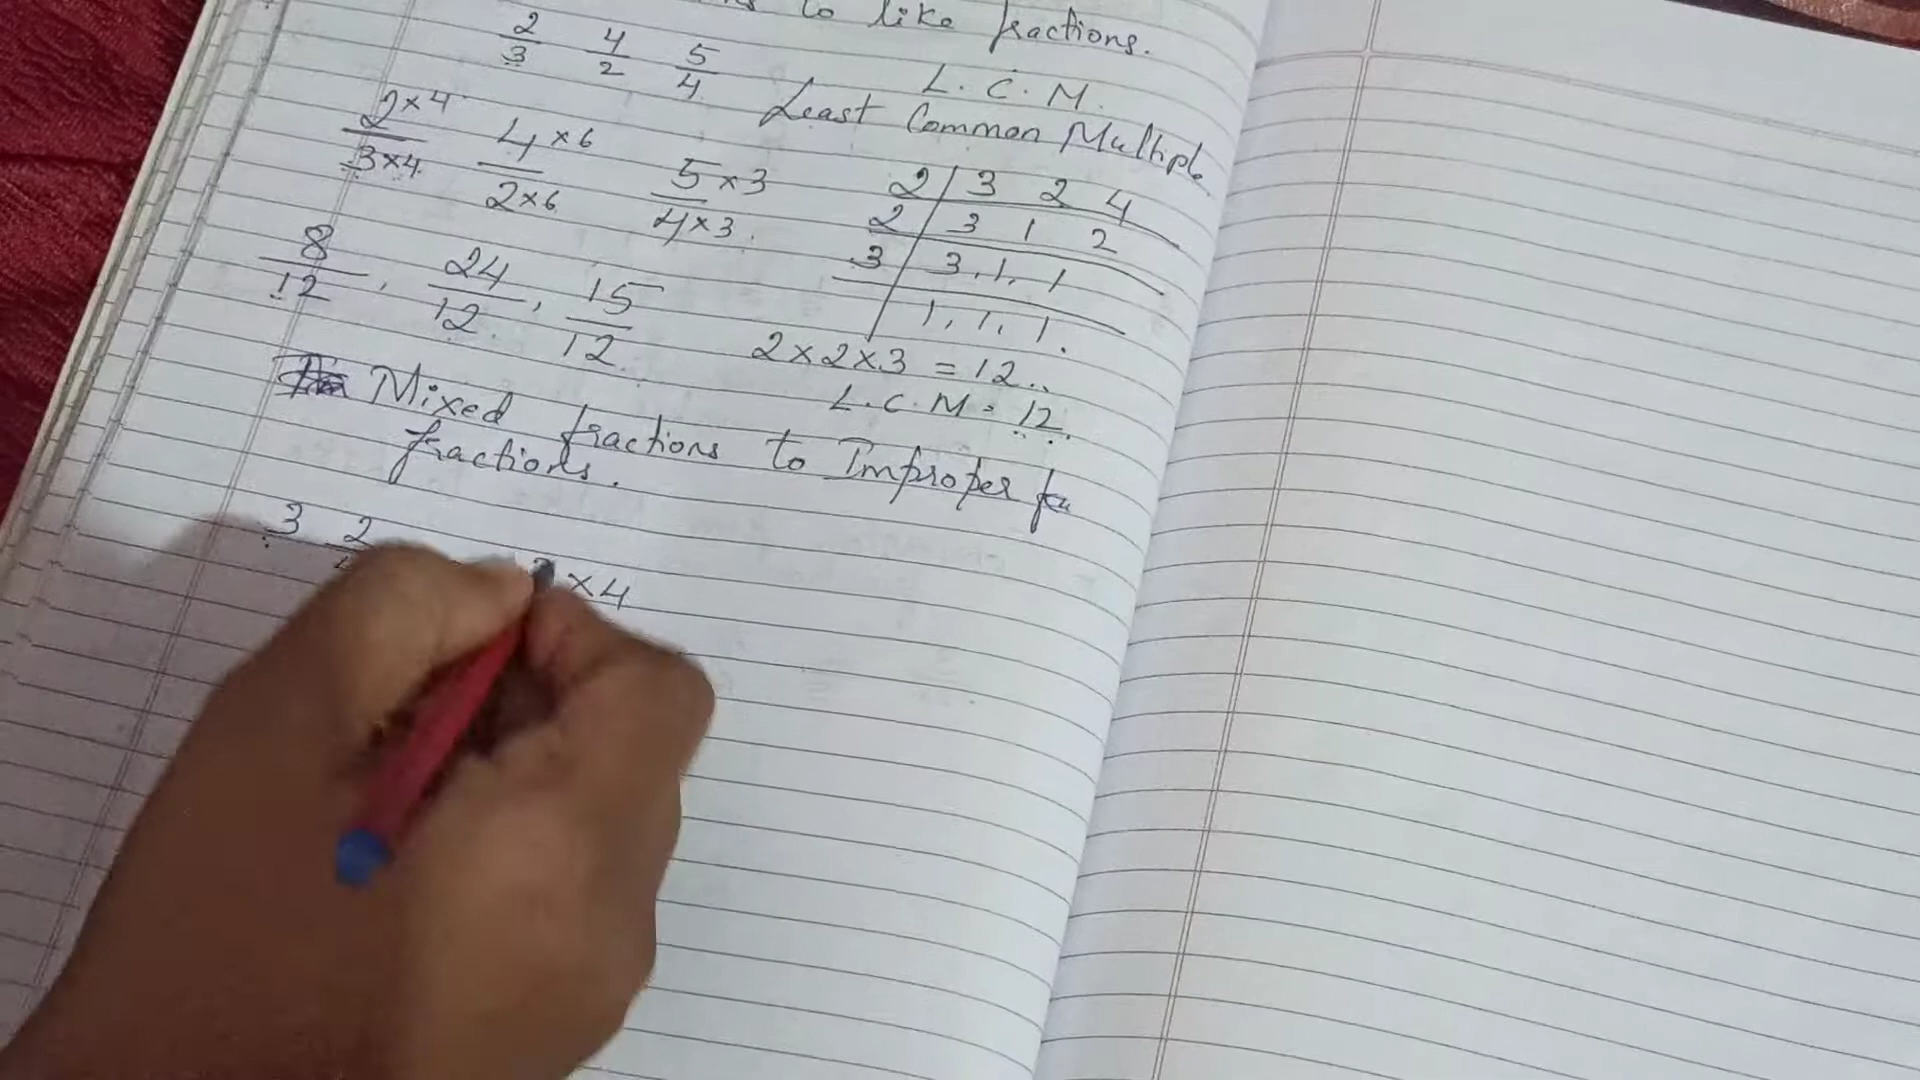 to like fractions.
2/3 4/2 5/4
L.C.M.
Least Common Multiple
2×4/3×4 4×6/2×6 5×3/4×3.
2 | 3 2 4
2 | 3 1 2
3 | 3, 1, 1
1, 1, 1.
8/12, 24/12, 15/12
2×2×3 = 12..
L.C.M = 12.
Mixed fractions to Improper
fractions.
3 2
×4